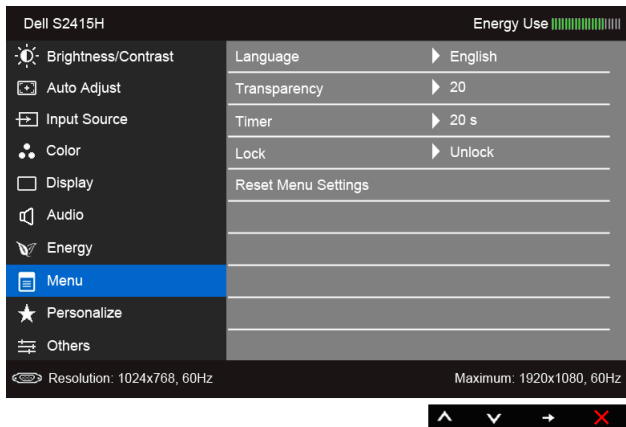 Dell S2415H Energy Use
Brightness/Contrast Language English
Auto Adjust Transparency 20
Input Source Timer 20 s
Color Lock Unlock
Display Reset Menu Settings
Audio
Energy
Menu
Personalize
Others
Resolution: 1024x768, 60Hz Maximum: 1920x1080, 60Hz